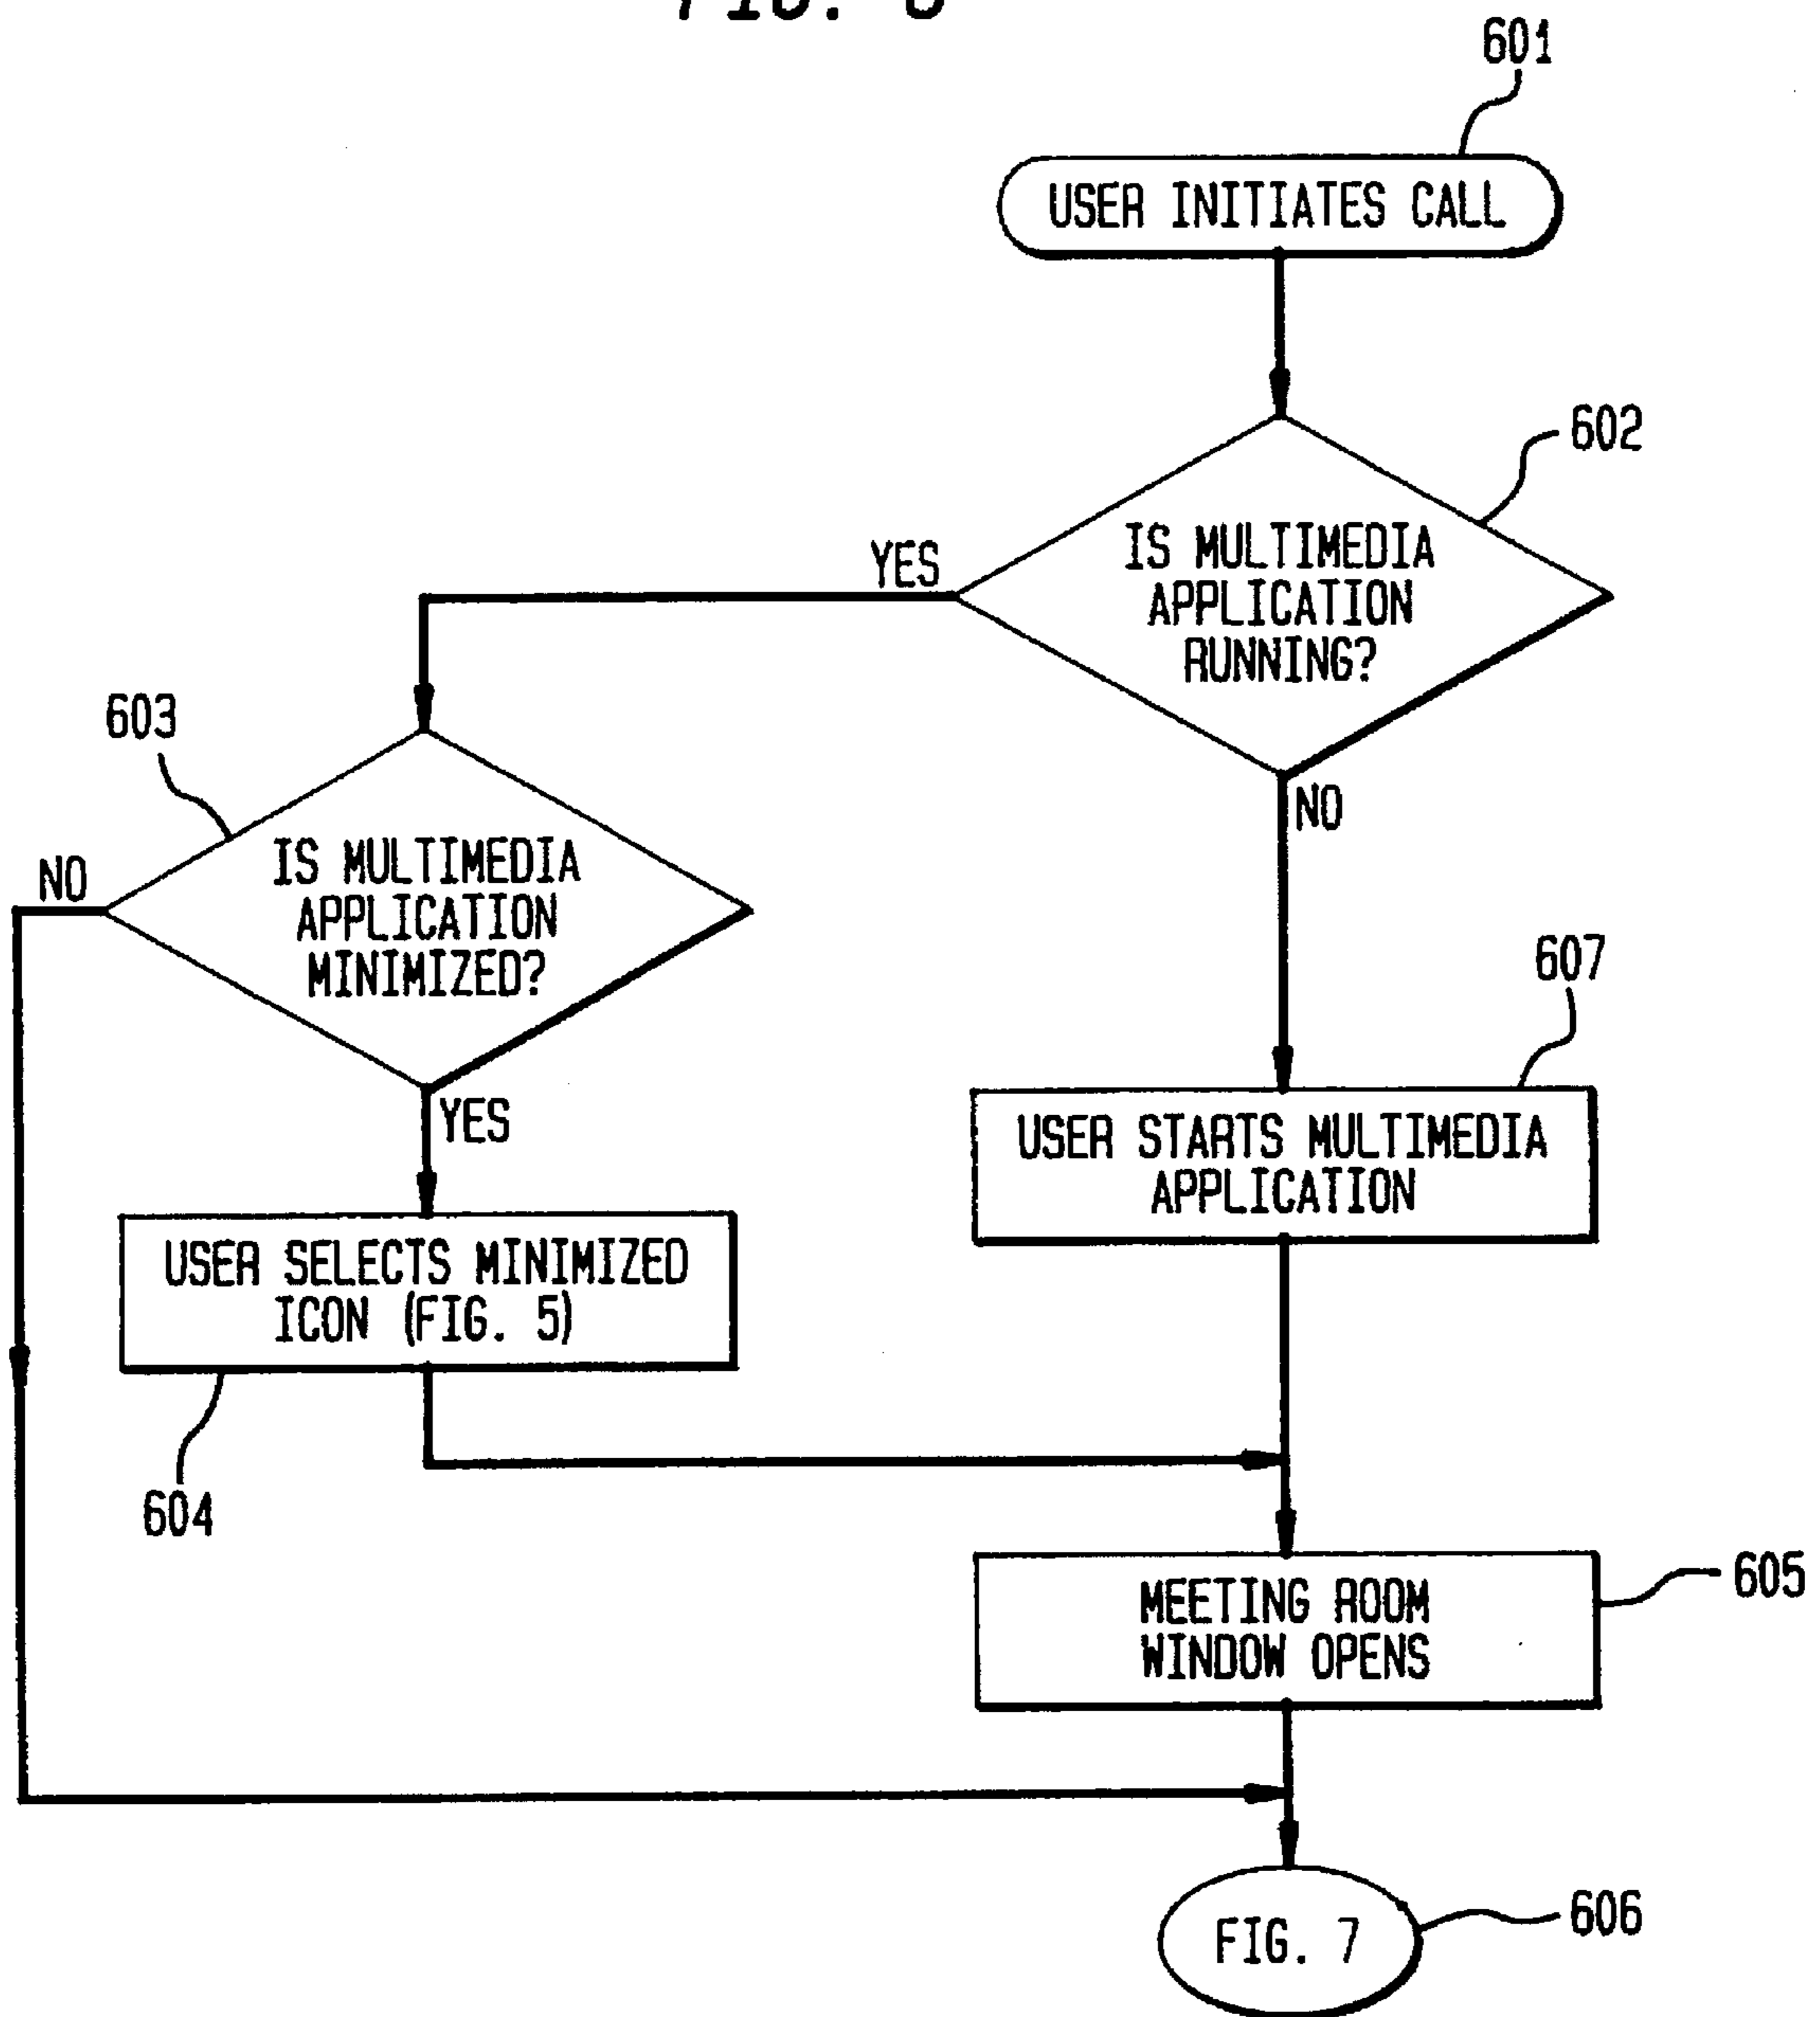 601
USER INITIATES CALL
602
IS MULTIMEDIA
APPLICATION
RUNNING?
YES
NO
603
IS MULTIMEDIA
APPLICATION
MINIMIZED?
NO
YES
607
USER STARTS MULTIMEDIA
APPLICATION
USER SELECTS MINIMIZED
ICON (FIG. 5)
604
MEETING ROOM
WINDOW OPENS
605
FIG. 7
606